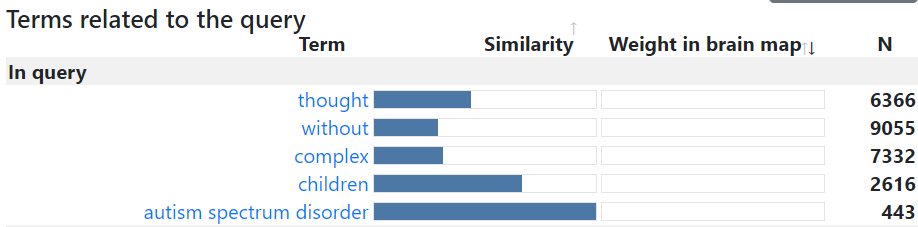 Terms related to the query
Term Similarity↑ Weight in brain map↑↓ N
In query
thought 6366
without 9055
complex 7332
children 2616
autism spectrum disorder 443